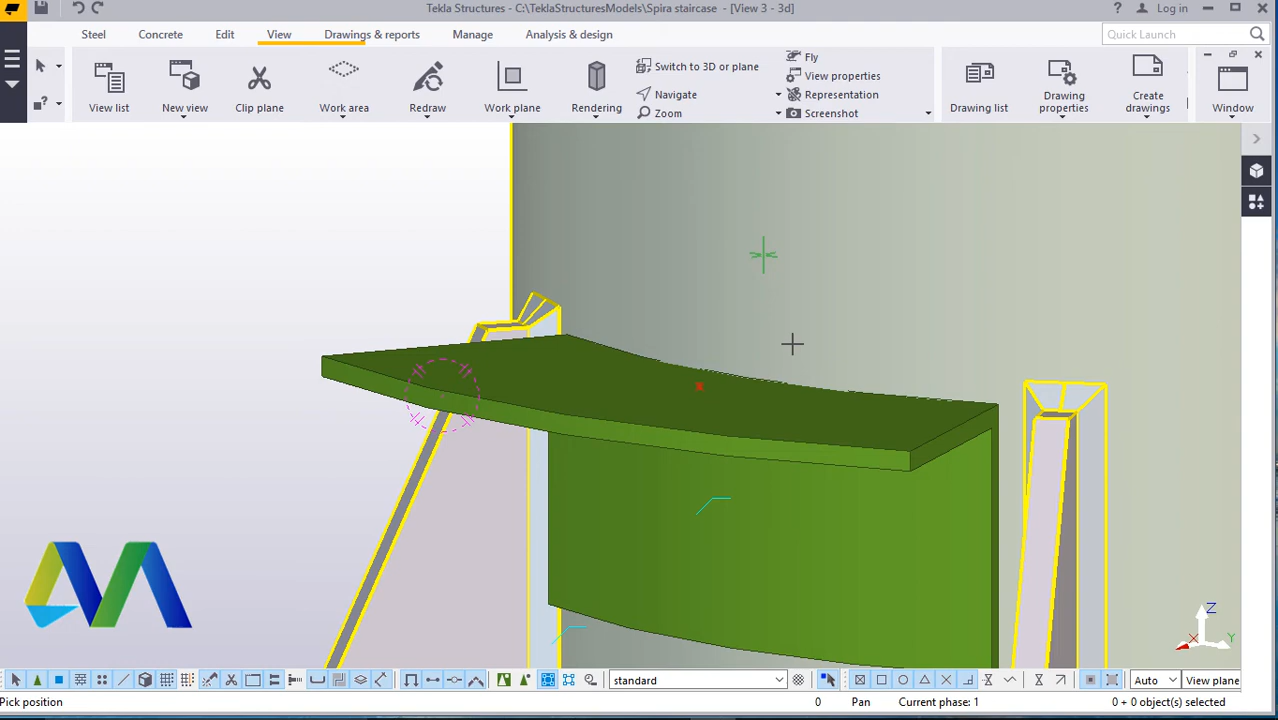 Tekla Structures - C:\TeklaStructuresModels\Spira staircase - [View 3 - 3d]
Log in
Steel
Concrete
Edit
View
Drawings & reports
Manage
Analysis & design
Quick Launch
View list
New view
Clip plane
Work area
Redraw
Work plane
Rendering
Switch to 3D or plane
Navigate
Zoom
Fly
View properties
Representation
Screenshot
Drawing list
Drawing properties
Create drawings
Window
Z
X
Y
standard
Auto
View plane
Pick position
0
Pan
Current phase: 1
0 + 0 object(s) selected